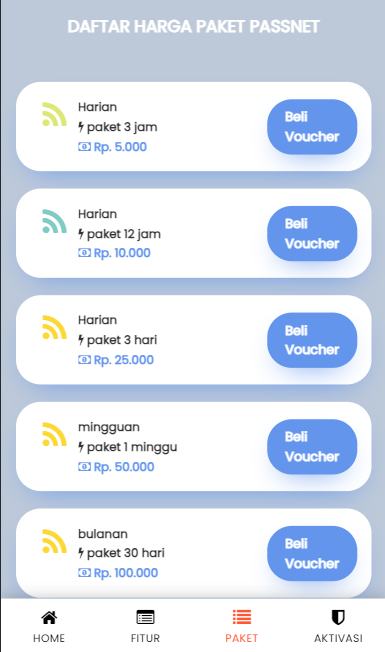 DAFTAR HARGA PAKET PASSNET
Harian
paket 3 jam
Rp. 5.000
Beli
Voucher
Harian
paket 12 jam
Rp. 10.000
Beli
Voucher
Harian
paket 3 hari
Rp. 25.000
Beli
Voucher
mingguan
paket 1 minggu
Rp. 50.000
Beli
Voucher
bulanan
paket 30 hari
Rp. 100.000
Beli
Voucher
HOME FITUR PAKET AKTIVASI